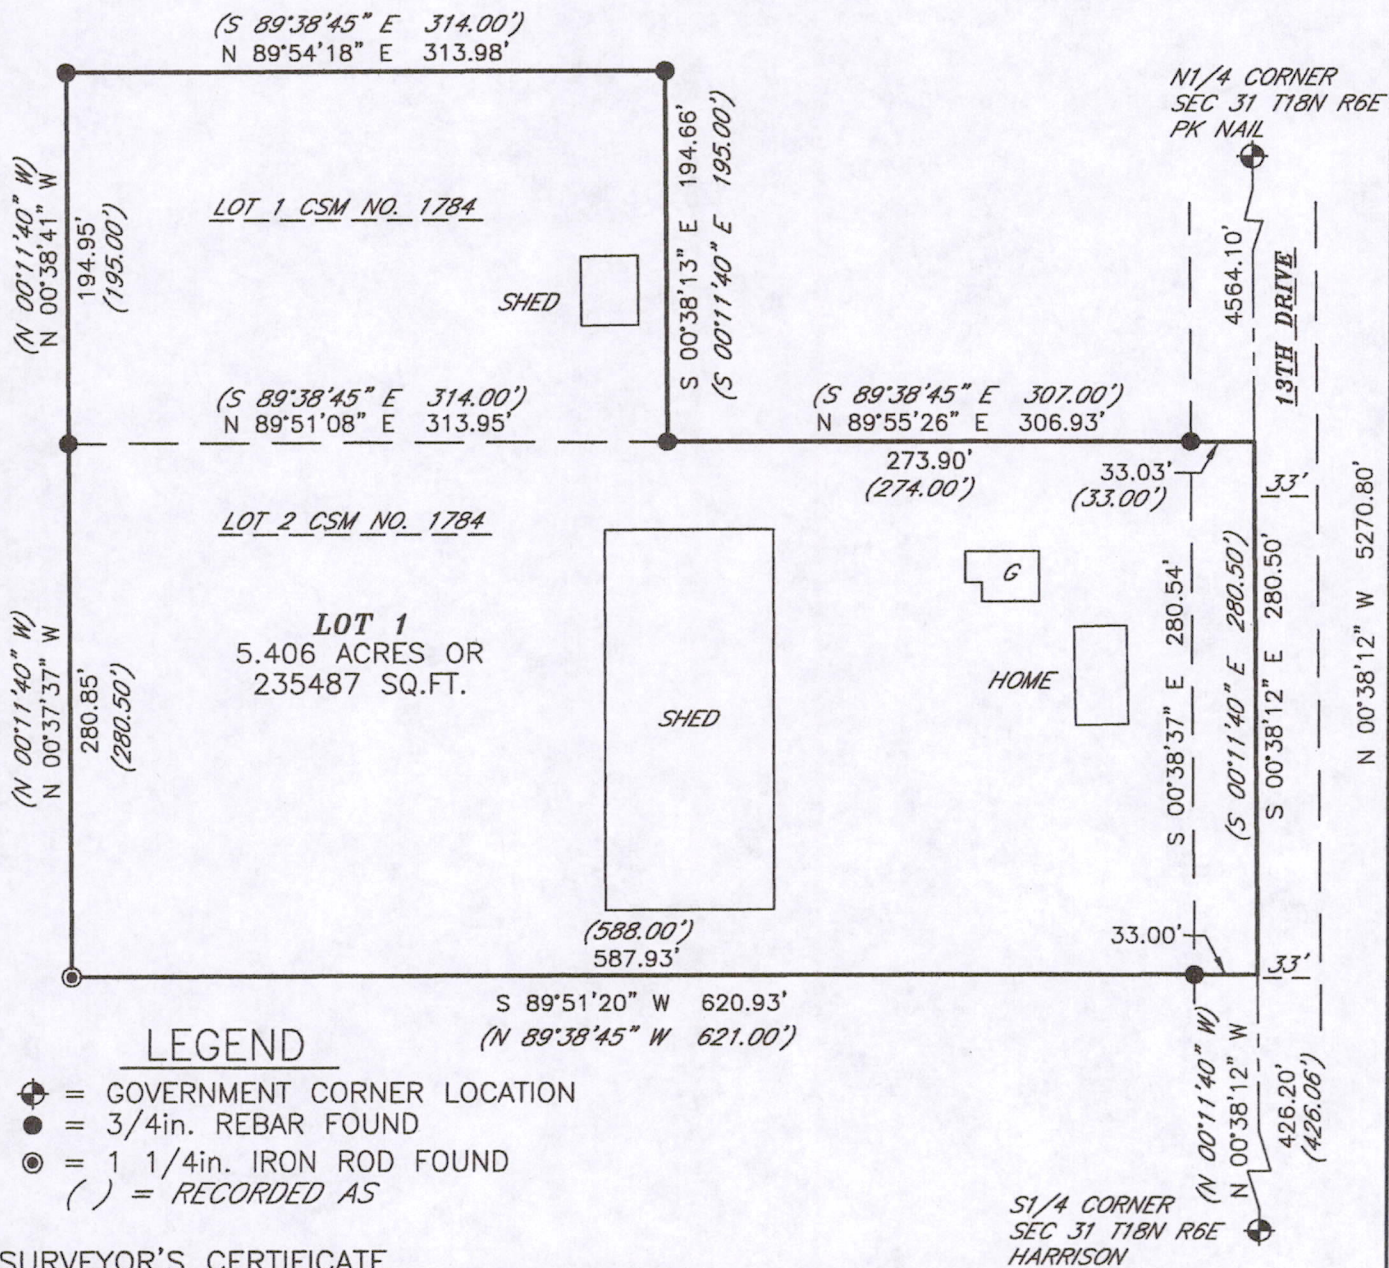 (S 89°38'45" E 314.00')
N 89°54'18" E 313.98'
N1/4 CORNER
SEC 31 T18N R6E
PK NAIL
(N 00°11'40" W)
N 00°38'41" W
194.95'
(195.00')
LOT 1 CSM NO. 1784
SHED
S 00°38'13" E 194.66'
(S 00°11'40" E 195.00')
4564.10'
13TH DRIVE
(S 89°38'45" E 314.00')
N 89°51'08" E 313.95'
(S 89°38'45" E 307.00')
N 89°55'26" E 306.93'
273.90'
(274.00')
33.03'
(33.00')
33'
LOT 2 CSM NO. 1784
LOT 1
5.406 ACRES OR
235487 SQ.FT.
(N 00°11'40" W)
N 00°37'37" W
280.85'
(280.50')
SHED
G
HOME
S 00°38'37" E 280.54'
(S 00°11'40" E 280.50')
S 00°38'12" E 280.50'
N 00°38'12" W 5270.80'
(588.00')
587.93'
33.00'
33'
S 89°51'20" W 620.93'
(N 89°38'45" W 621.00')
(N 00°11'40" W)
N 00°38'12" W
426.20'
(426.06')
LEGEND
= GOVERNMENT CORNER LOCATION
= 3/4in. REBAR FOUND
= 1 1/4in. IRON ROD FOUND
( ) = RECORDED AS
S1/4 CORNER
SEC 31 T18N R6E
HARRISON
SURVEYOR'S CERTIFICATE